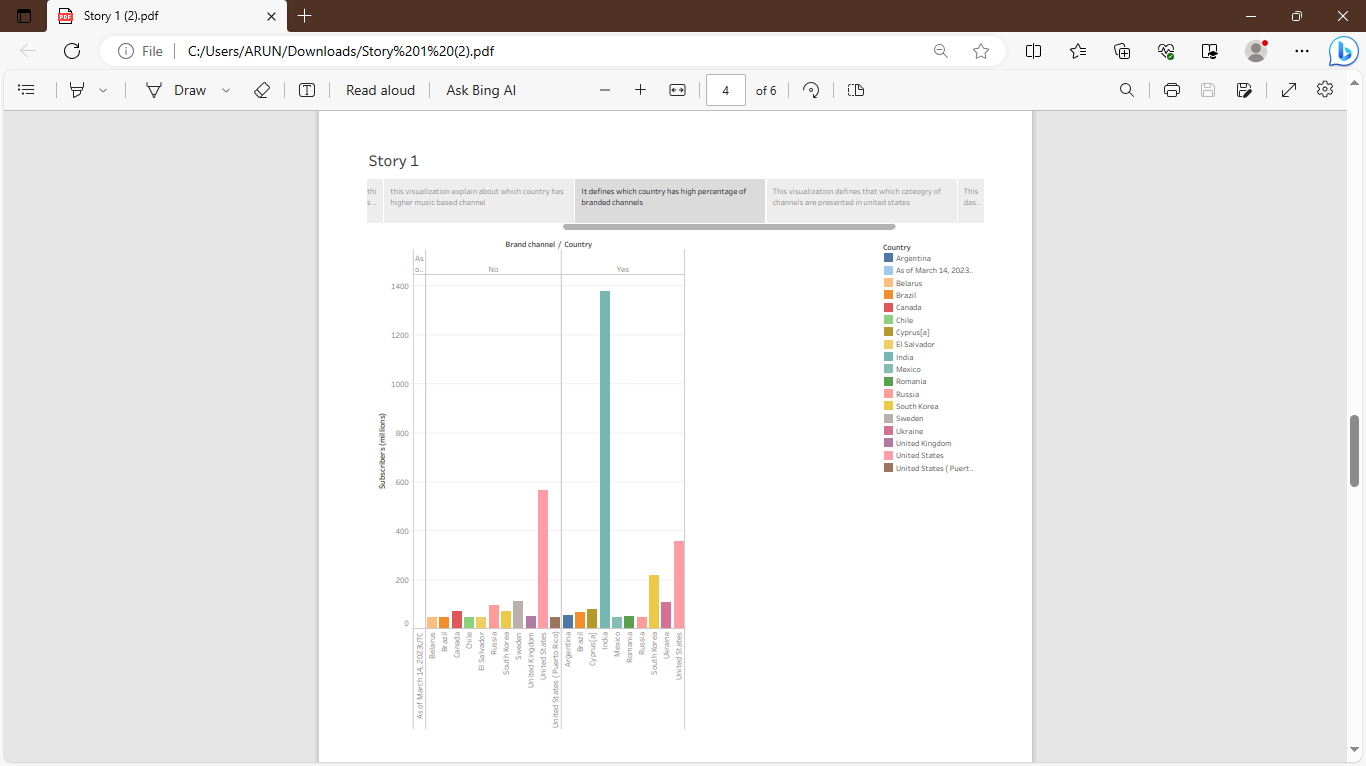 Story 1 (2).pdf
File
C:/Users/ARUN/Downloads/Story%201%20(2).pdf
Draw
Read aloud
Ask Bing AI
4
of 6
Story 1
thi
s ..
this visualization explain about which country has
higher music based channel
It defines which country has high percentage of
branded channels
This visualization defines that which cateogry of
channels are presented in united states
This
das..
Brand channel / Country
As
o..
No
Yes
Subscribers (millions)
1400
1200
1000
800
600
400
200
0
As of March 14, 2023UTC
Belarus
Brazil
Canada
Chile
El Salvador
Russia
South Korea
Sweden
United Kingdom
United States
United States ( Puerto Rico)
Argentina
Brazil
Cyprus[a]
India
Mexico
Romania
Russia
South Korea
Ukraine
United States
Country
Argentina
As of March 14, 2023..
Belarus
Brazil
Canada
Chile
Cyprus[a]
El Salvador
India
Mexico
Romania
Russia
South Korea
Sweden
Ukraine
United Kingdom
United States
United States ( Puert..